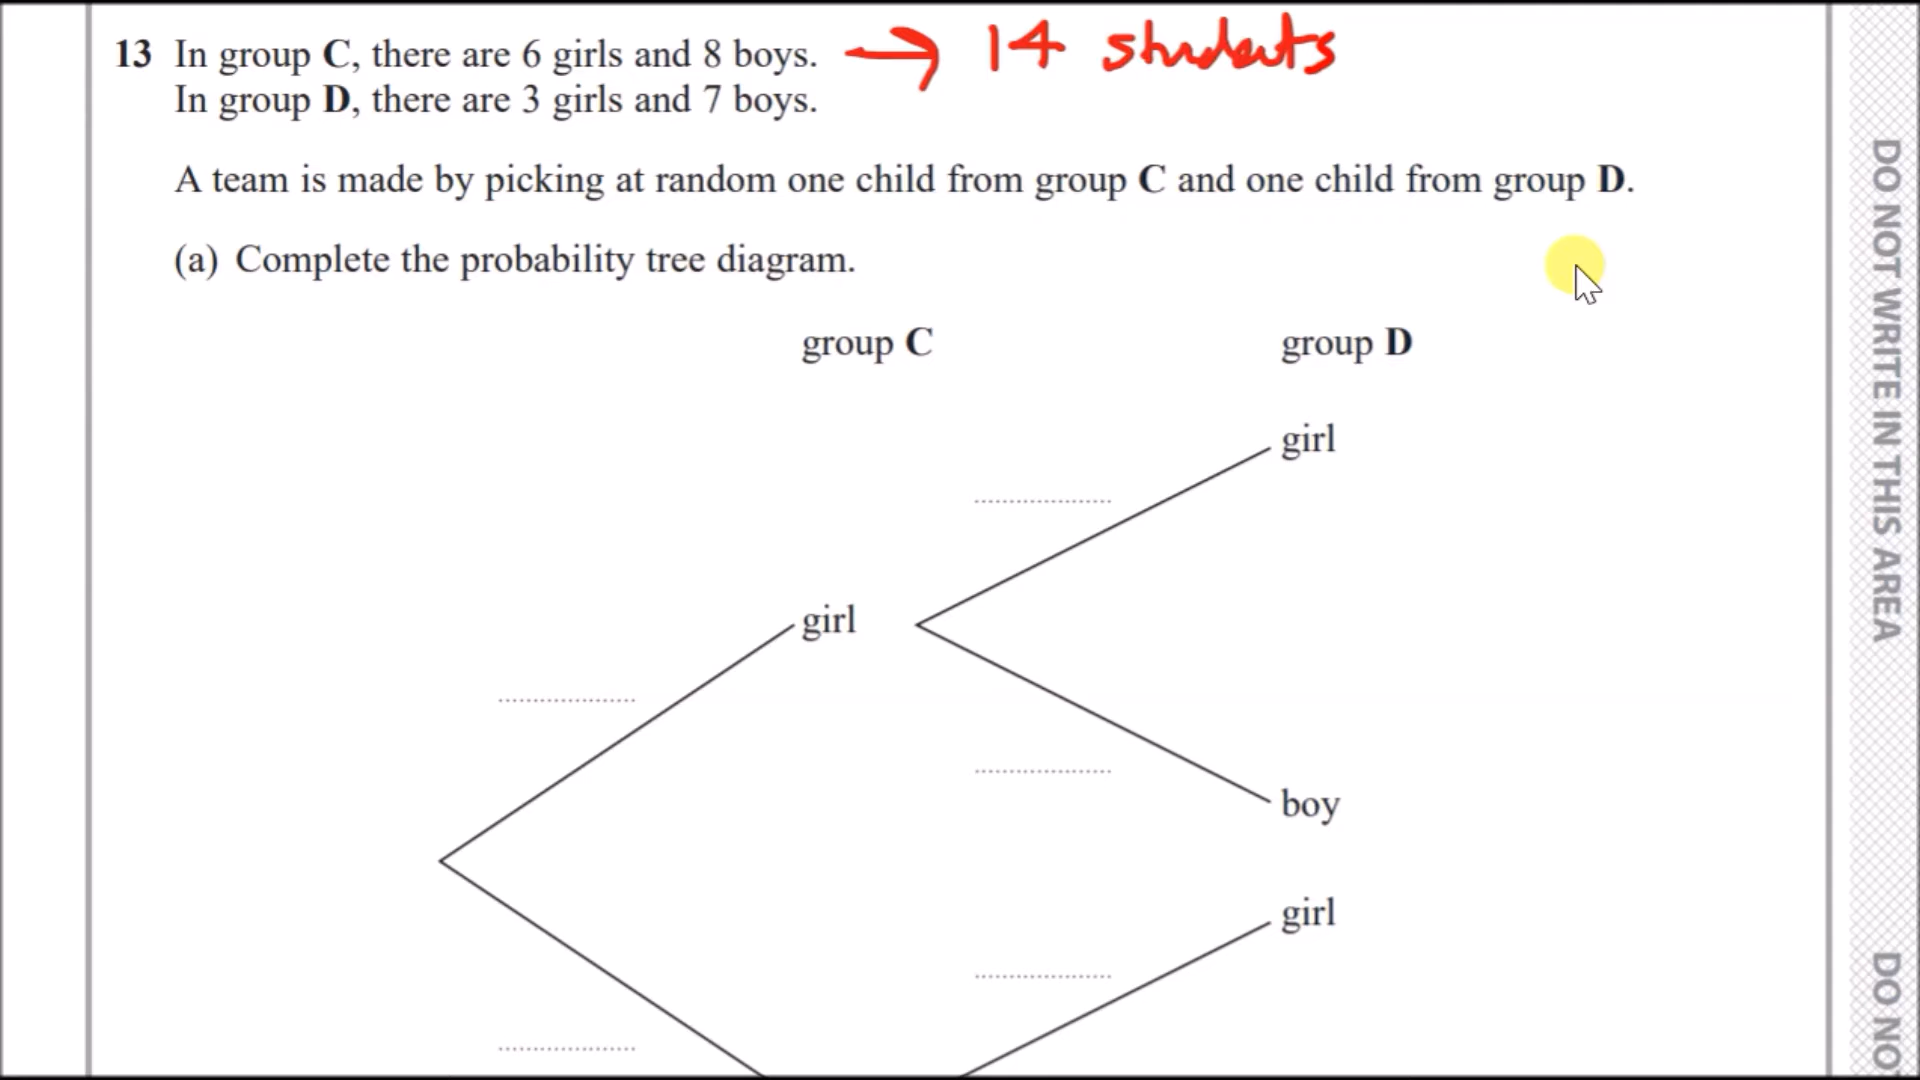 13 In group C, there are 6 girls and 8 boys. → 14 students
In group D, there are 3 girls and 7 boys.
A team is made by picking at random one child from group C and one child from group D.
(a) Complete the probability tree diagram.
group C group D
girl
girl
boy
girl
DO NOT WRITE IN THIS AREA
DO NO